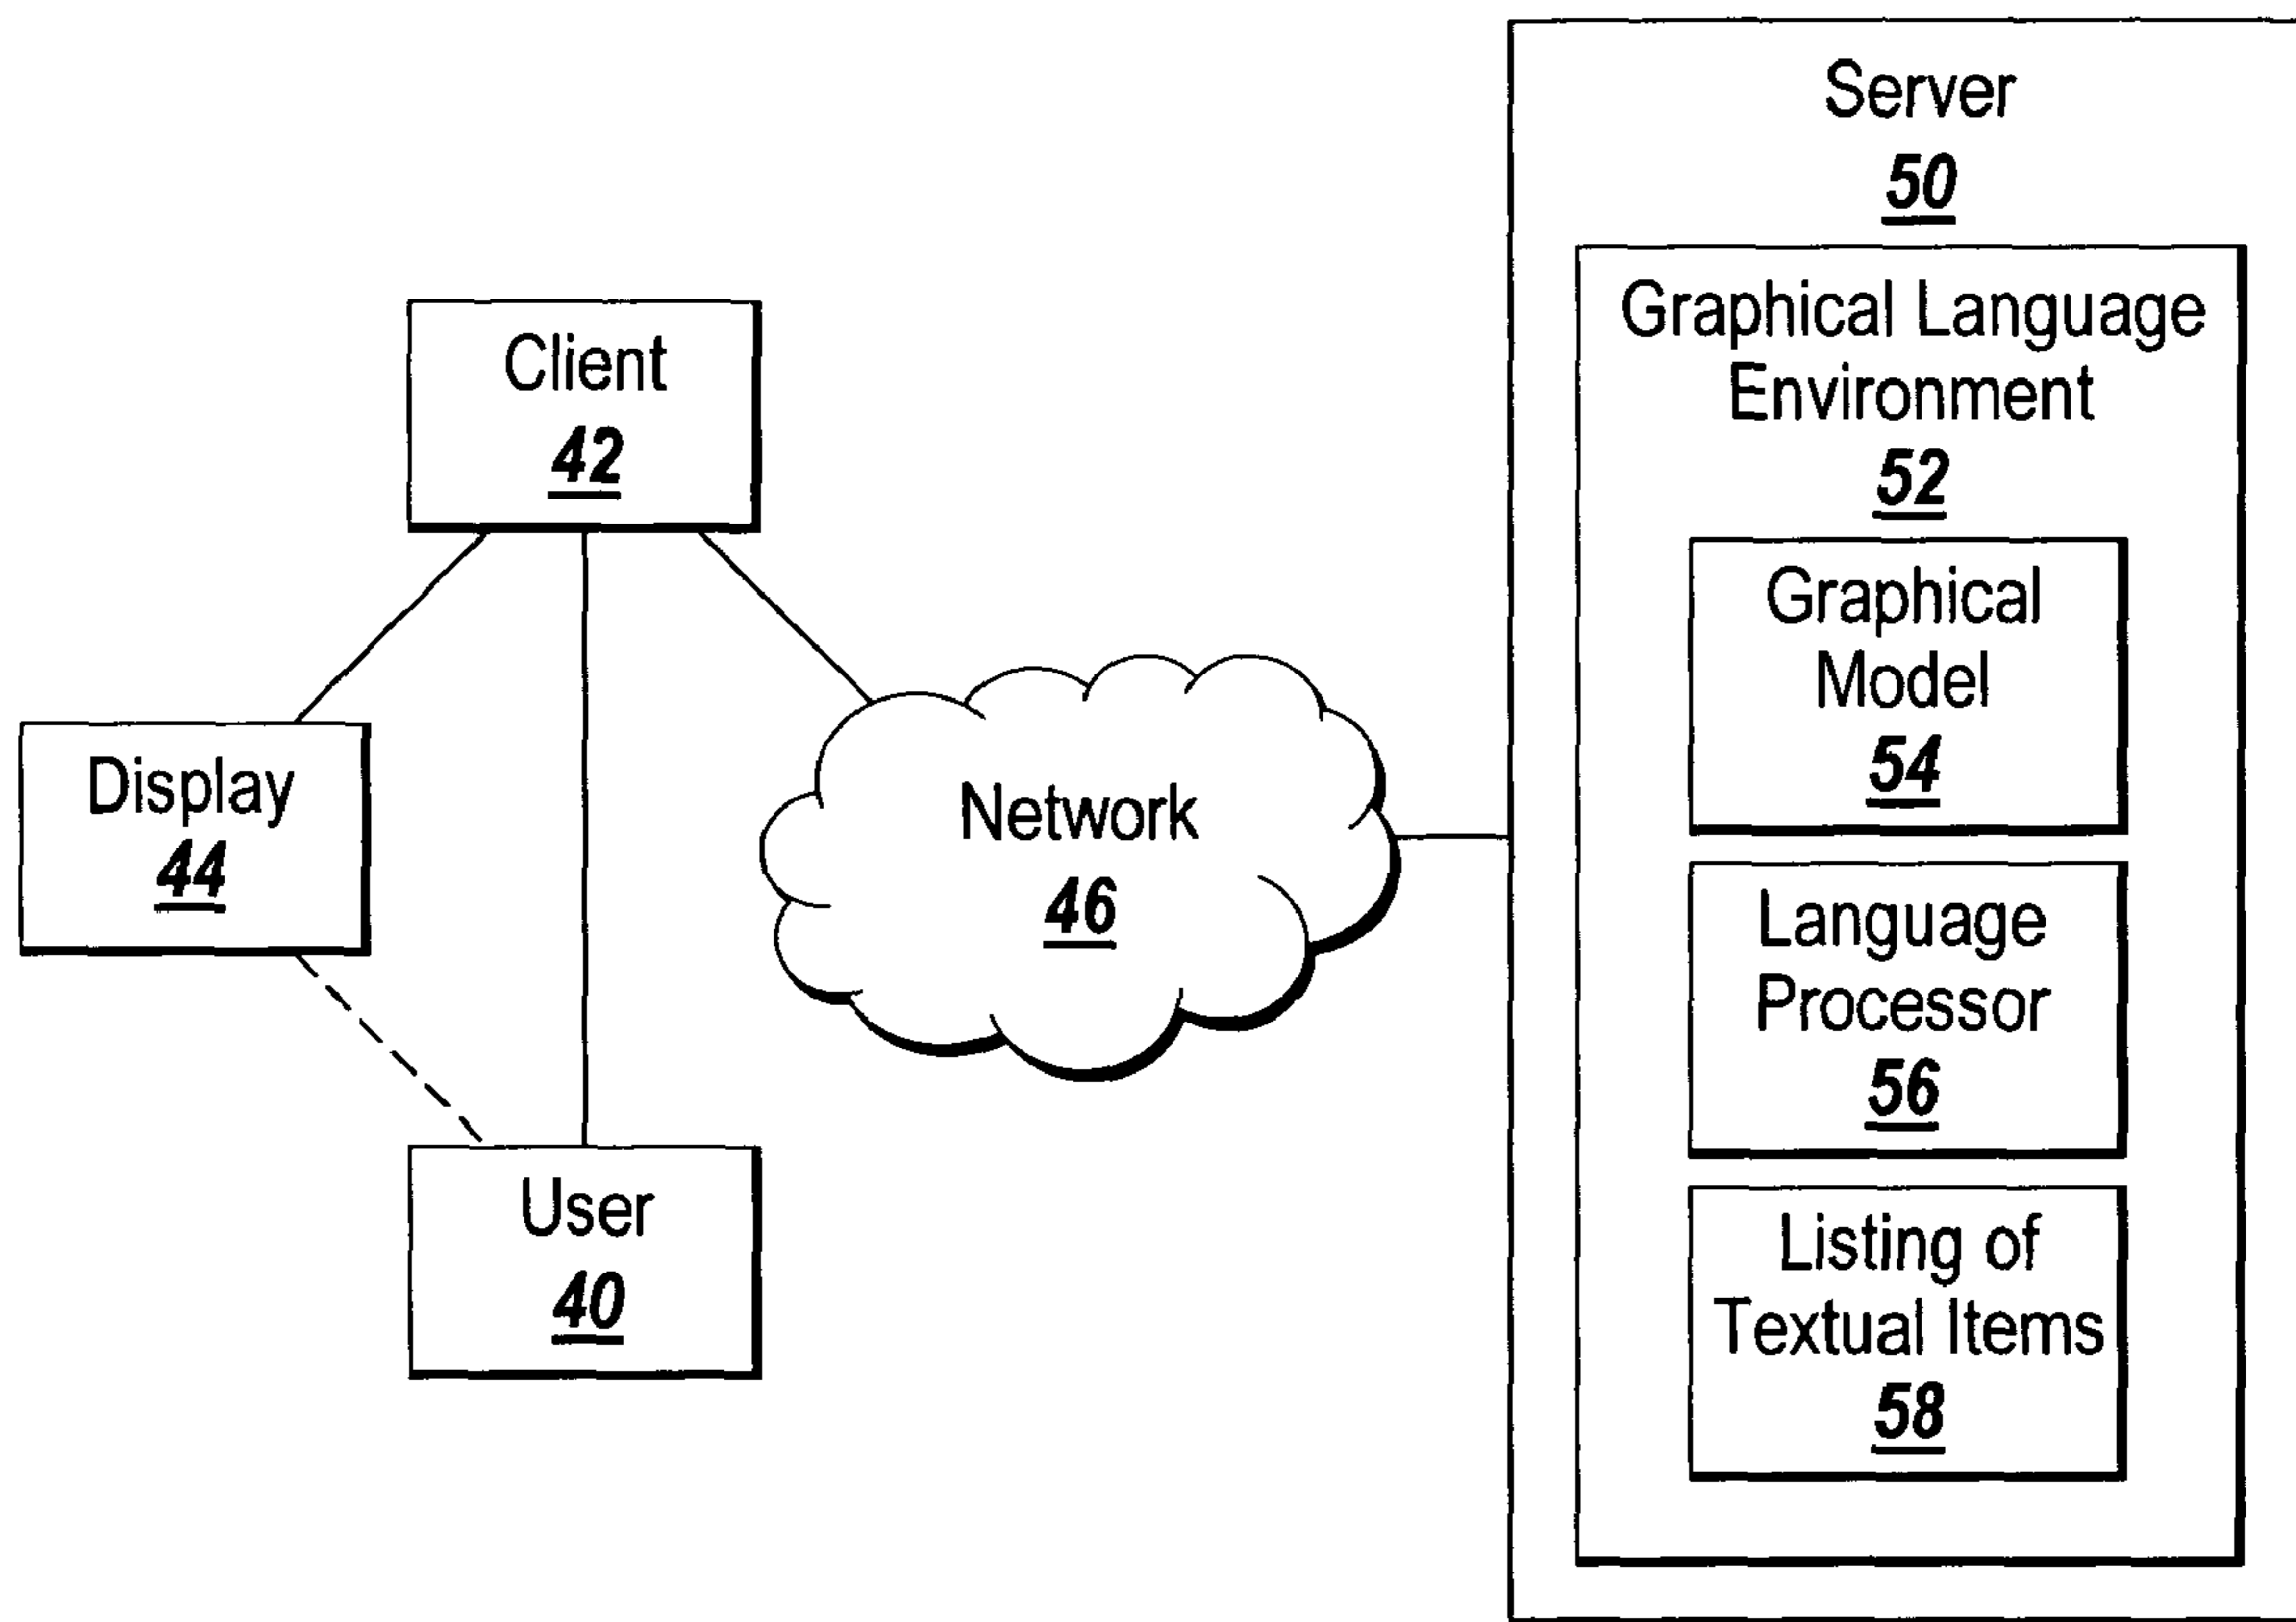 Server
50
Graphical Language
Environment
52
Graphical
Model
54
Language
Processor
56
Listing of
Textual Items
58
Client
42
Display
44
Network
46
User
40